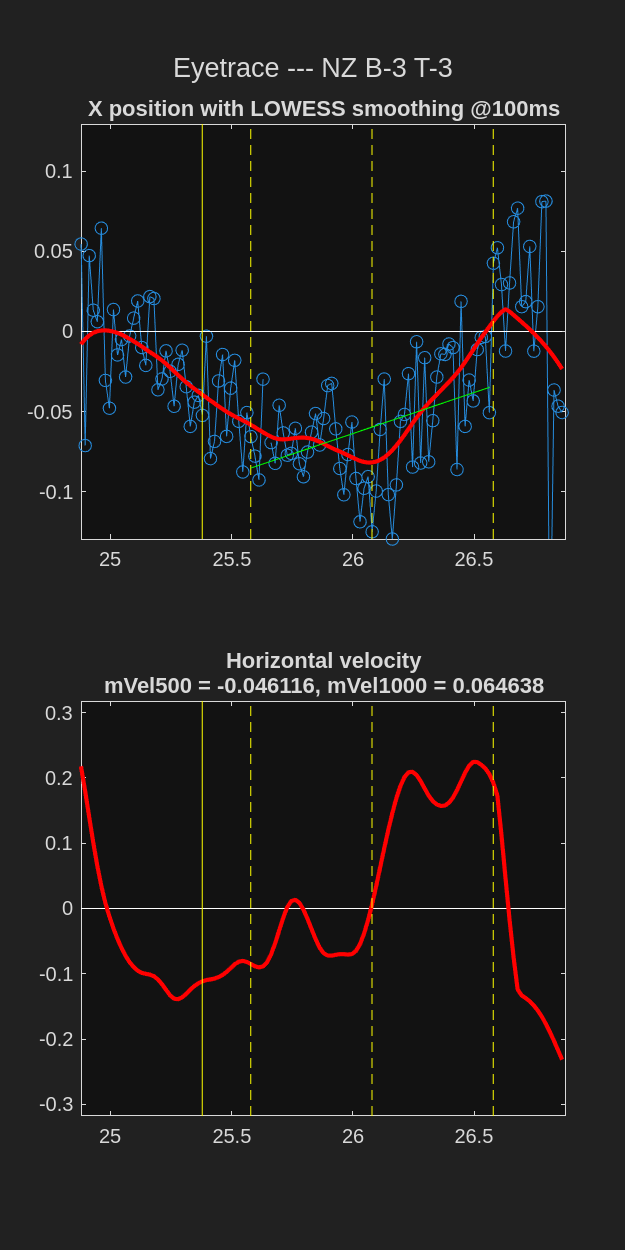 Eyetrace --- NZ B-3 T-3
X position with LOWESS smoothing @100ms
0.1
0.05
0
-0.05
-0.1
25 25.5 26 26.5
Horizontal velocity
mVel500 = -0.046116, mVel1000 = 0.064638
0.3
0.2
0.1
0
-0.1
-0.2
-0.3
25 25.5 26 26.5